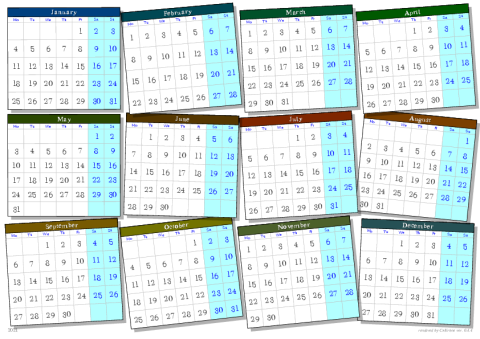 January
Mo Tu We Th Fr Sa Su
1 2 3
4 5 6 7 8 9 10
11 12 13 14 15 16 17
18 19 20 21 22 23 24
25 26 27 28 29 30 31
February
Mo Tu We Th Fr Sa Su
1 2 3 4 5 6 7
8 9 10 11 12 13 14
15 16 17 18 19 20 21
22 23 24 25 26 27 28
March
Mo Tu We Th Fr Sa Su
1 2 3 4 5 6 7
8 9 10 11 12 13 14
15 16 17 18 19 20 21
22 23 24 25 26 27 28
29 30 31
April
Mo Tu We Th Fr Sa Su
1 2 3 4
5 6 7 8 9 10 11
12 13 14 15 16 17 18
19 20 21 22 23 24 25
26 27 28 29 30
May
Mo Tu We Th Fr Sa Su
1 2
3 4 5 6 7 8 9
10 11 12 13 14 15 16
17 18 19 20 21 22 23
24 25 26 27 28 29 30
31
June
Mo Tu We Th Fr Sa Su
1 2 3 4 5 6
7 8 9 10 11 12 13
14 15 16 17 18 19 20
21 22 23 24 25 26 27
28 29 30
July
Mo Tu We Th Fr Sa Su
1 2 3 4
5 6 7 8 9 10 11
12 13 14 15 16 17 18
19 20 21 22 23 24 25
26 27 28 29 30 31
August
Mo Tu We Th Fr Sa Su
1
2 3 4 5 6 7 8
9 10 11 12 13 14 15
16 17 18 19 20 21 22
23 24 25 26 27 28 29
30 31
September
Mo Tu We Th Fr Sa Su
1 2 3 4 5
6 7 8 9 10 11 12
13 14 15 16 17 18 19
20 21 22 23 24 25 26
27 28 29 30
October
Mo Tu We Th Fr Sa Su
1 2 3
4 5 6 7 8 9 10
11 12 13 14 15 16 17
18 19 20 21 22 23 24
25 26 27 28 29 30 31
November
Mo Tu We Th Fr Sa Su
1 2 3 4 5 6 7
8 9 10 11 12 13 14
15 16 17 18 19 20 21
22 23 24 25 26 27 28
29 30
December
Mo Tu We Th Fr Sa Su
1 2 3 4 5
6 7 8 9 10 11 12
13 14 15 16 17 18 19
20 21 22 23 24 25 26
27 28 29 30 31
2021
created by